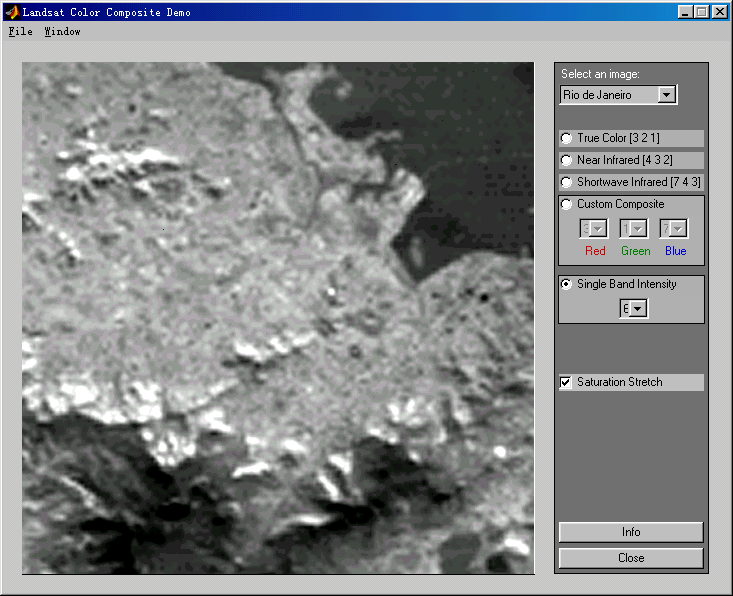 Landsat Color Composite Demo
File Window
Select an image:
Rio de Janeiro
True Color [3 2 1]
Near Infrared [4 3 2]
Shortwave Infrared [7 4 3]
Custom Composite
3 1 7
Red Green Blue
Single Band Intensity
6
Saturation Stretch
Info
Close